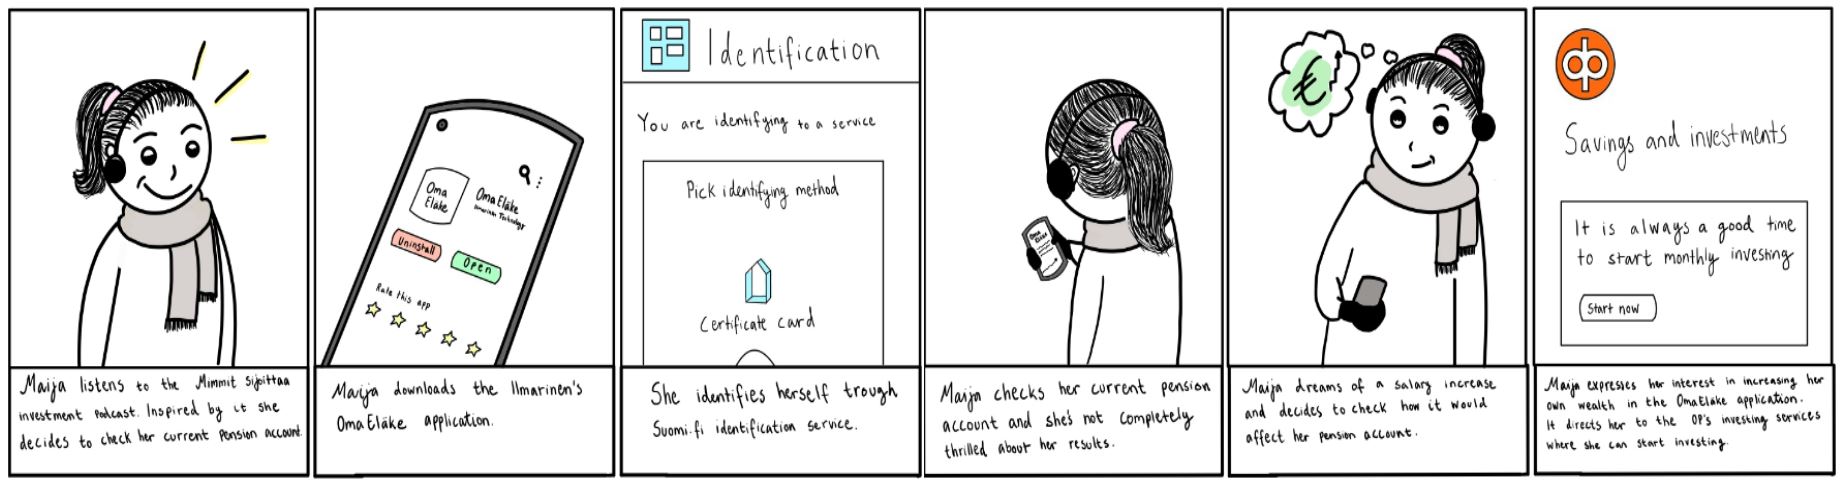 Maija listens to the Mimmit Sijoittaa
investment podcast. Inspired by it she
decides to check her current pension account.
Oma
Eläke
Oma Eläke
Ilmarinen Technology
Uninstall
Open
Rate this app
Maija downloads the Ilmarinen's
Oma Eläke application.
Identification
You are identifying to a service
Pick identifying method
Certificate card
She identifies herself trough
Suomi.fi identification service.
Oma
Eläke
Maija checks her current pension
account and she's not completely
thrilled about her results.
€
Maija dreams of a salary increase
and decides to check how it would
affect her pension account.
op
Savings and investments
It is always a good time
to start monthly investing
Start now
Maija expresses her interest in increasing her
own wealth in the OmaEläke application.
It directs her to the OP's investing services
where she can start investing.